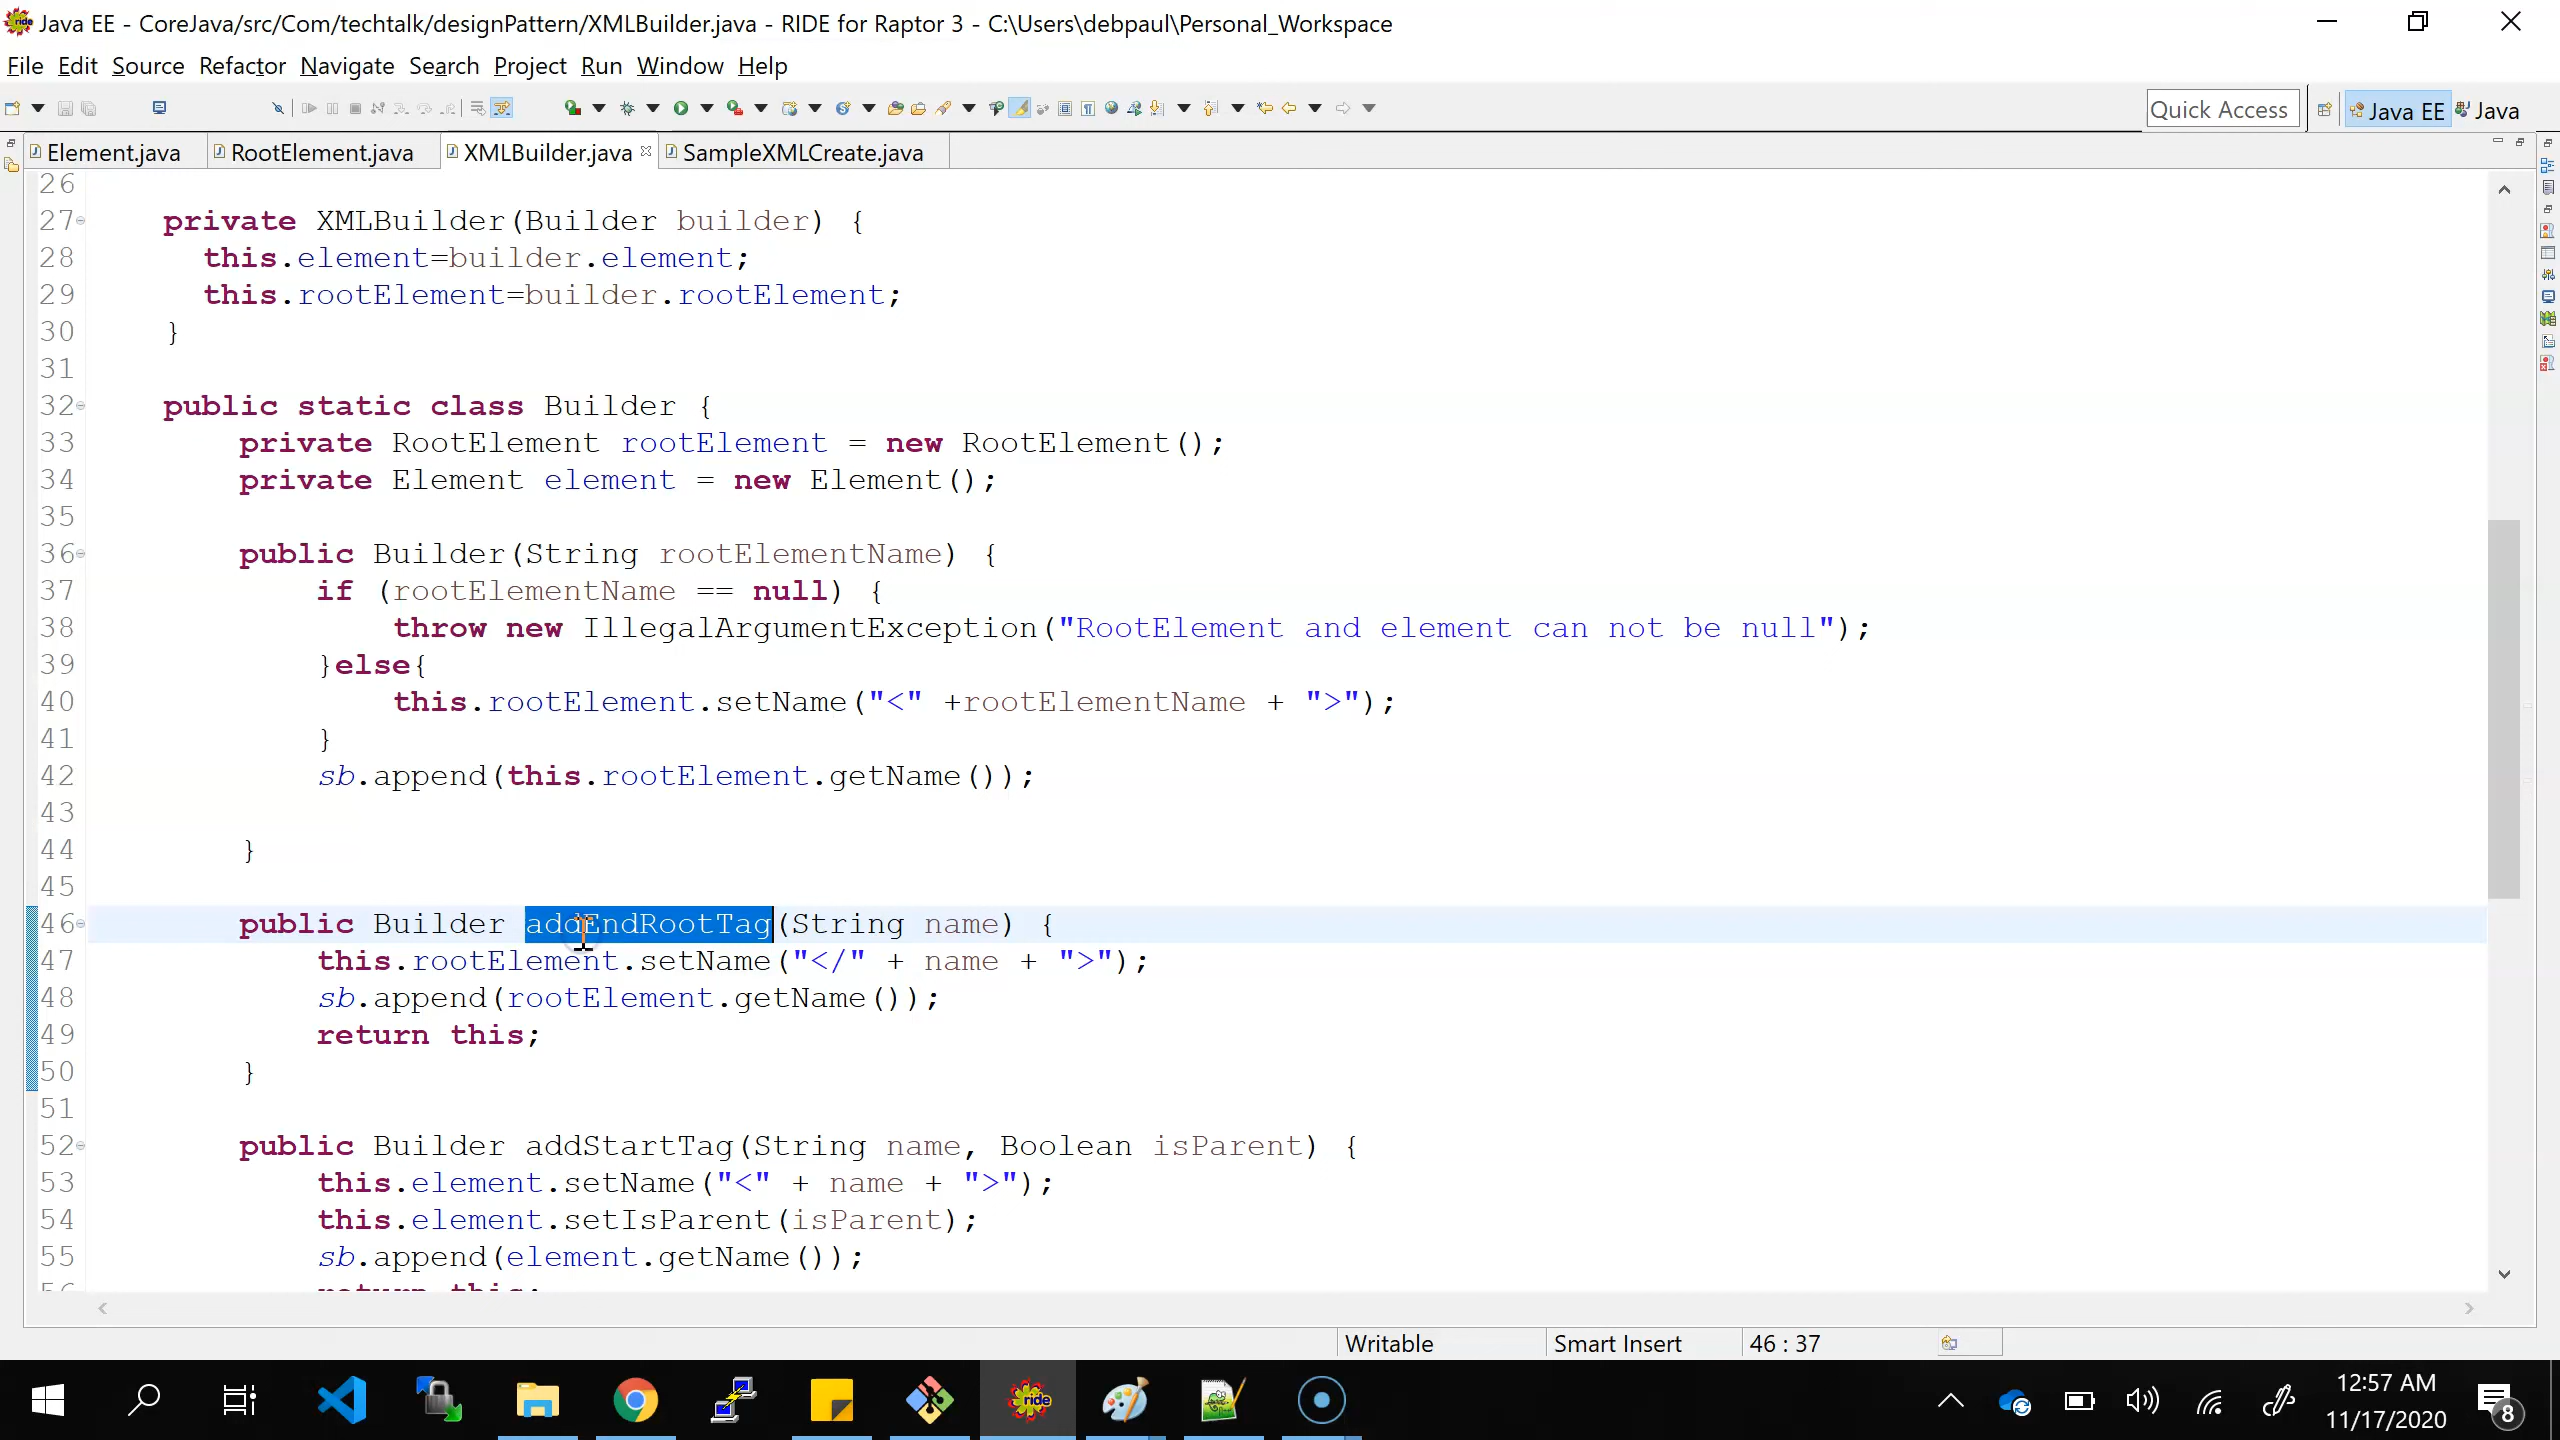 Java EE - CoreJava/src/Com/techtalk/designPattern/XMLBuilder.java - RIDE for Raptor 3 - C:\Users\debpaul\Personal_Workspace
File Edit Source Refactor Navigate Search Project Run Window Help
Quick Access Java EE Java
Element.java RootElement.java XMLBuilder.java SampleXMLCreate.java
26
27 private XMLBuilder(Builder builder) {
28 this.element=builder.element;
29 this.rootElement=builder.rootElement;
30 }
31
32 public static class Builder {
33 private RootElement rootElement = new RootElement();
34 private Element element = new Element();
35
36 public Builder(String rootElementName) {
37 if (rootElementName == null) {
38 throw new IllegalArgumentException("RootElement and element can not be null");
39 }else{
40 this.rootElement.setName("<" +rootElementName + ">");
41 }
42 sb.append(this.rootElement.getName());
43
44 }
45
46 public Builder addEndRootTag(String name) {
47 this.rootElement.setName("</" + name + ">");
48 sb.append(rootElement.getName());
49 return this;
50 }
51
52 public Builder addStartTag(String name, Boolean isParent) {
53 this.element.setName("<" + name + ">");
54 this.element.setIsParent(isParent);
55 sb.append(element.getName());
56 return this;
Writable Smart Insert 46 : 37
ride
12:57 AM
11/17/2020
8